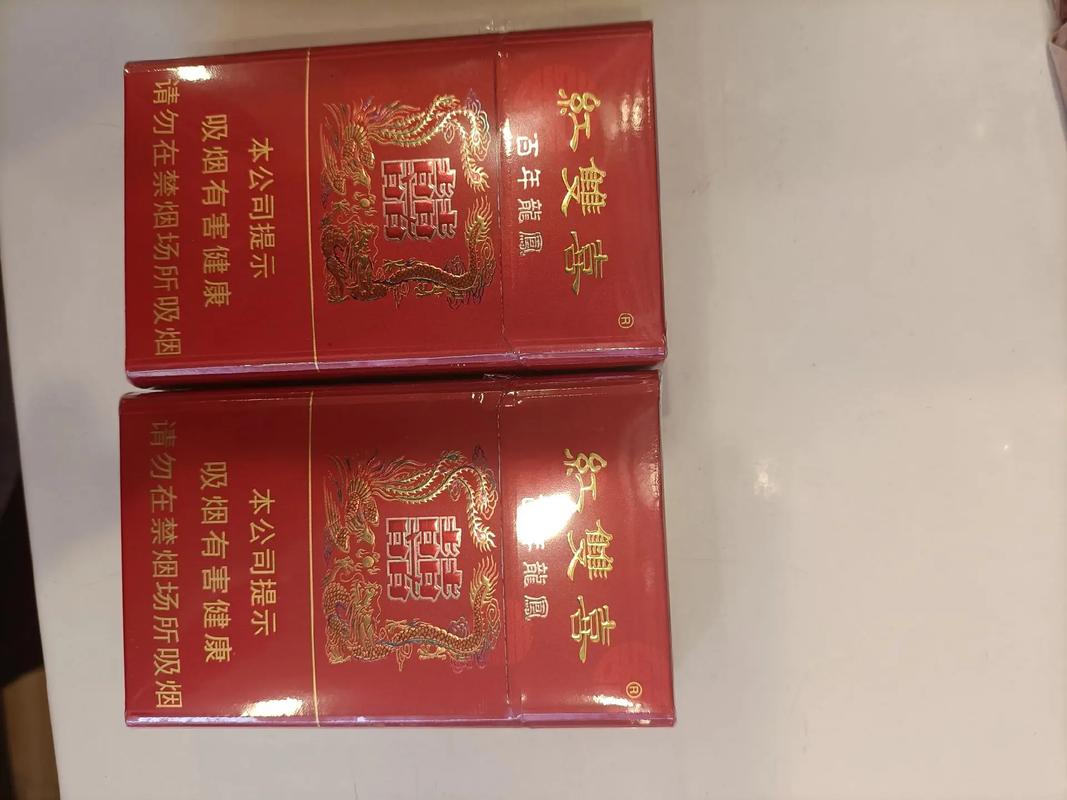 紅雙喜
®
百年龍鳳
囍
本公司提示
吸烟有害健康
请勿在禁烟场所吸烟
紅雙喜
®
年龍鳳
囍
本公司提示
吸烟有害健康
请勿在禁烟场所吸烟